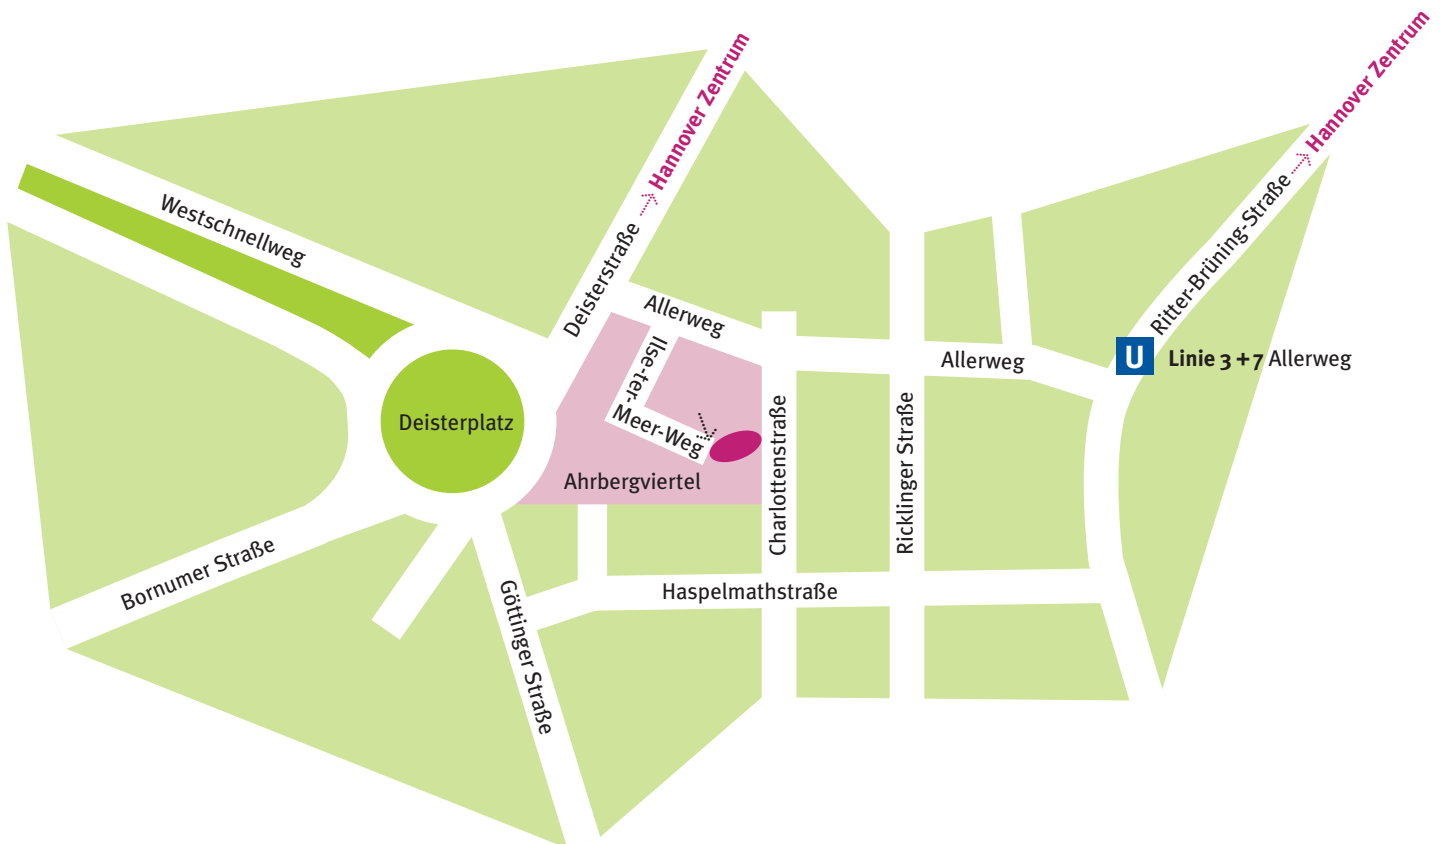 Hannover Zentrum
Hannover Zentrum
Westschnellweg
Deisterstraße
Ritter-Brüning-Straße
Allerweg
Ilse-ter-
Meer-Weg
Allerweg
U Linie 3 + 7 Allerweg
Deisterplatz
Charlottenstraße
Ricklinger Straße
Ahrbergviertel
Bornumer Straße
Göttinger Straße
Haspelmathstraße